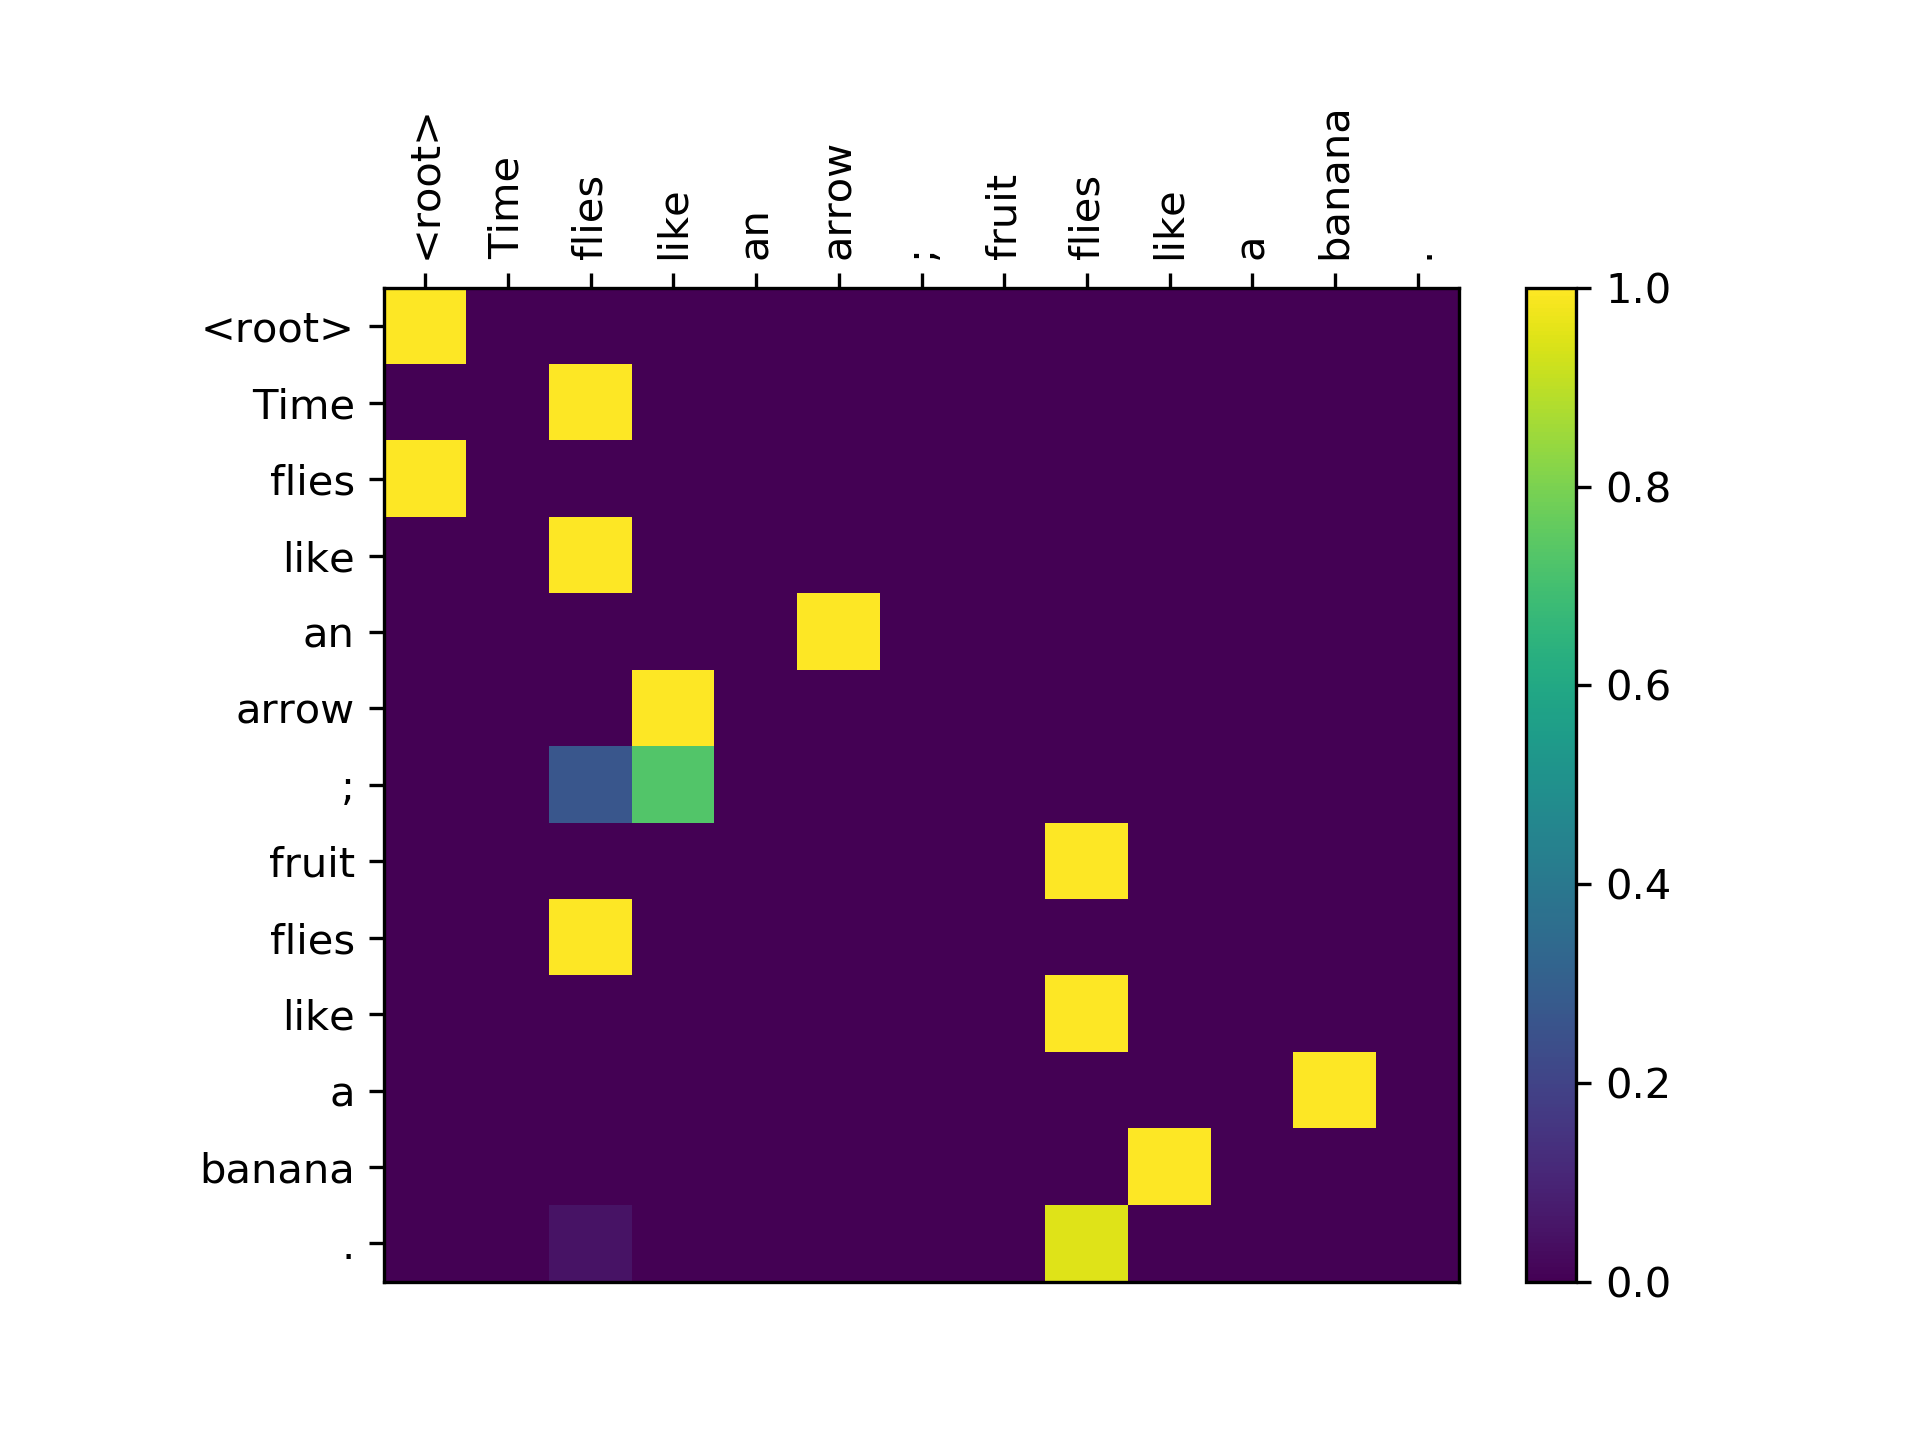 <root>
Time
flies
like
an
arrow
;
fruit
flies
like
a
banana
.
<root>
Time
flies
like
an
arrow
;
fruit
flies
like
a
banana
.
1.0
0.8
0.6
0.4
0.2
0.0